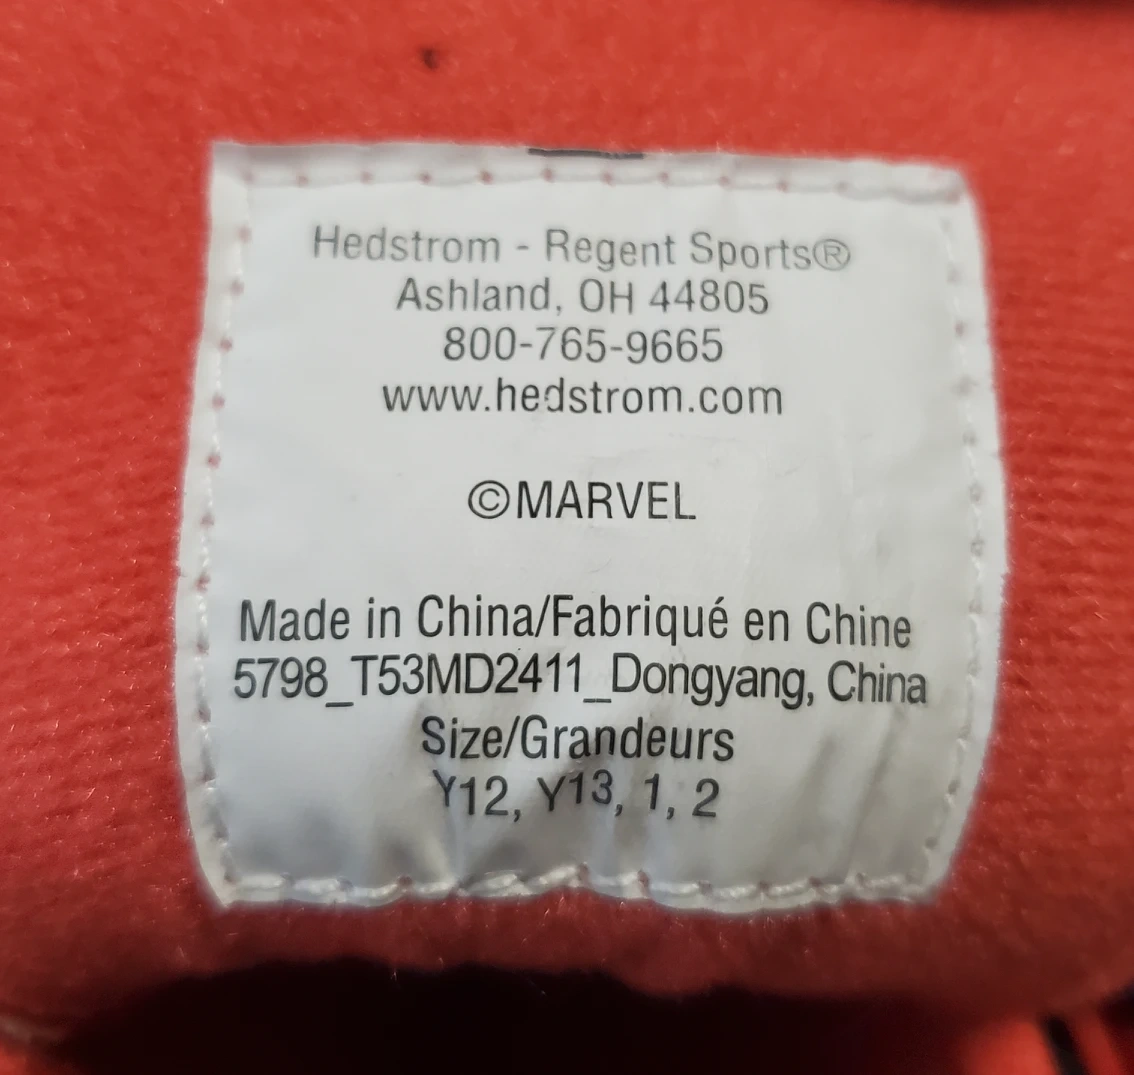 Hedstrom - Regent Sports®
Ashland, OH 44805
800-765-9665
www.hedstrom.com
©MARVEL
Made in China/Fabriqué en Chine
5798_T53MD2411_Dongyang, China
Size/Grandeurs
Y12, Y13, 1, 2